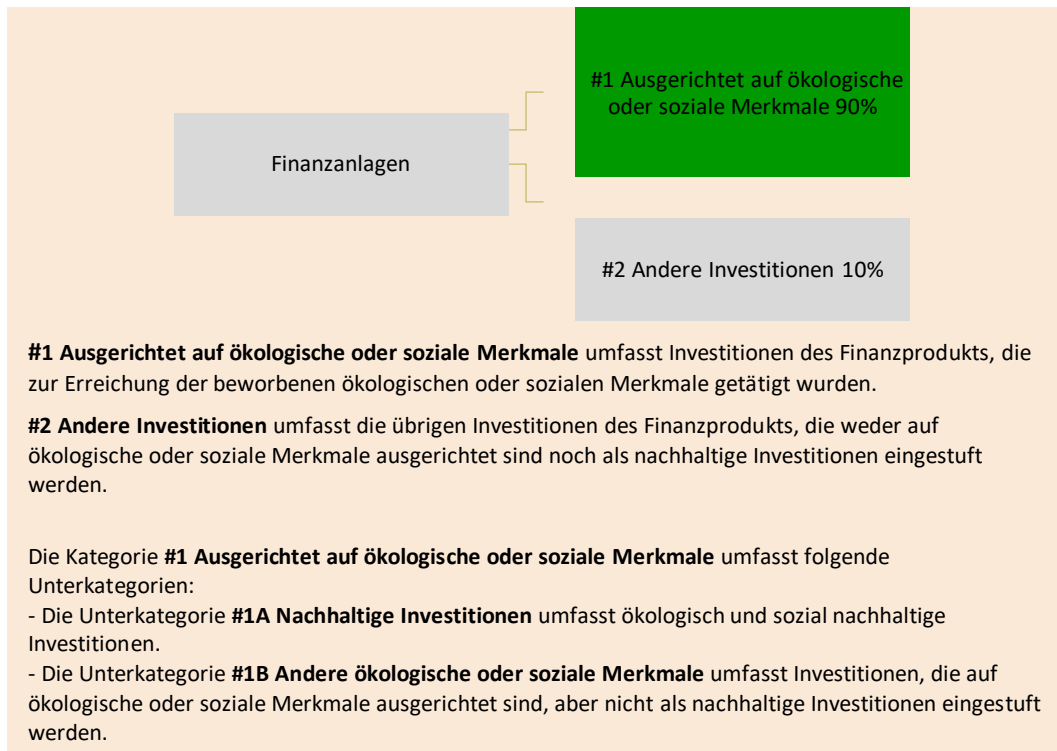 #1 Ausgerichtet auf ökologische
oder soziale Merkmale 90%
Finanzanlagen
#2 Andere Investitionen 10%
#1 Ausgerichtet auf ökologische oder soziale Merkmale umfasst Investitionen des Finanzprodukts, die
zur Erreichung der beworbenen ökologischen oder sozialen Merkmale getätigt wurden.
#2 Andere Investitionen umfasst die übrigen Investitionen des Finanzprodukts, die weder auf
ökologische oder soziale Merkmale ausgerichtet sind noch als nachhaltige Investitionen eingestuft
werden.
Die Kategorie #1 Ausgerichtet auf ökologische oder soziale Merkmale umfasst folgende
Unterkategorien:
- Die Unterkategorie #1A Nachhaltige Investitionen umfasst ökologisch und sozial nachhaltige
Investitionen.
- Die Unterkategorie #1B Andere ökologische oder soziale Merkmale umfasst Investitionen, die auf
ökologische oder soziale Merkmale ausgerichtet sind, aber nicht als nachhaltige Investitionen eingestuft
werden.